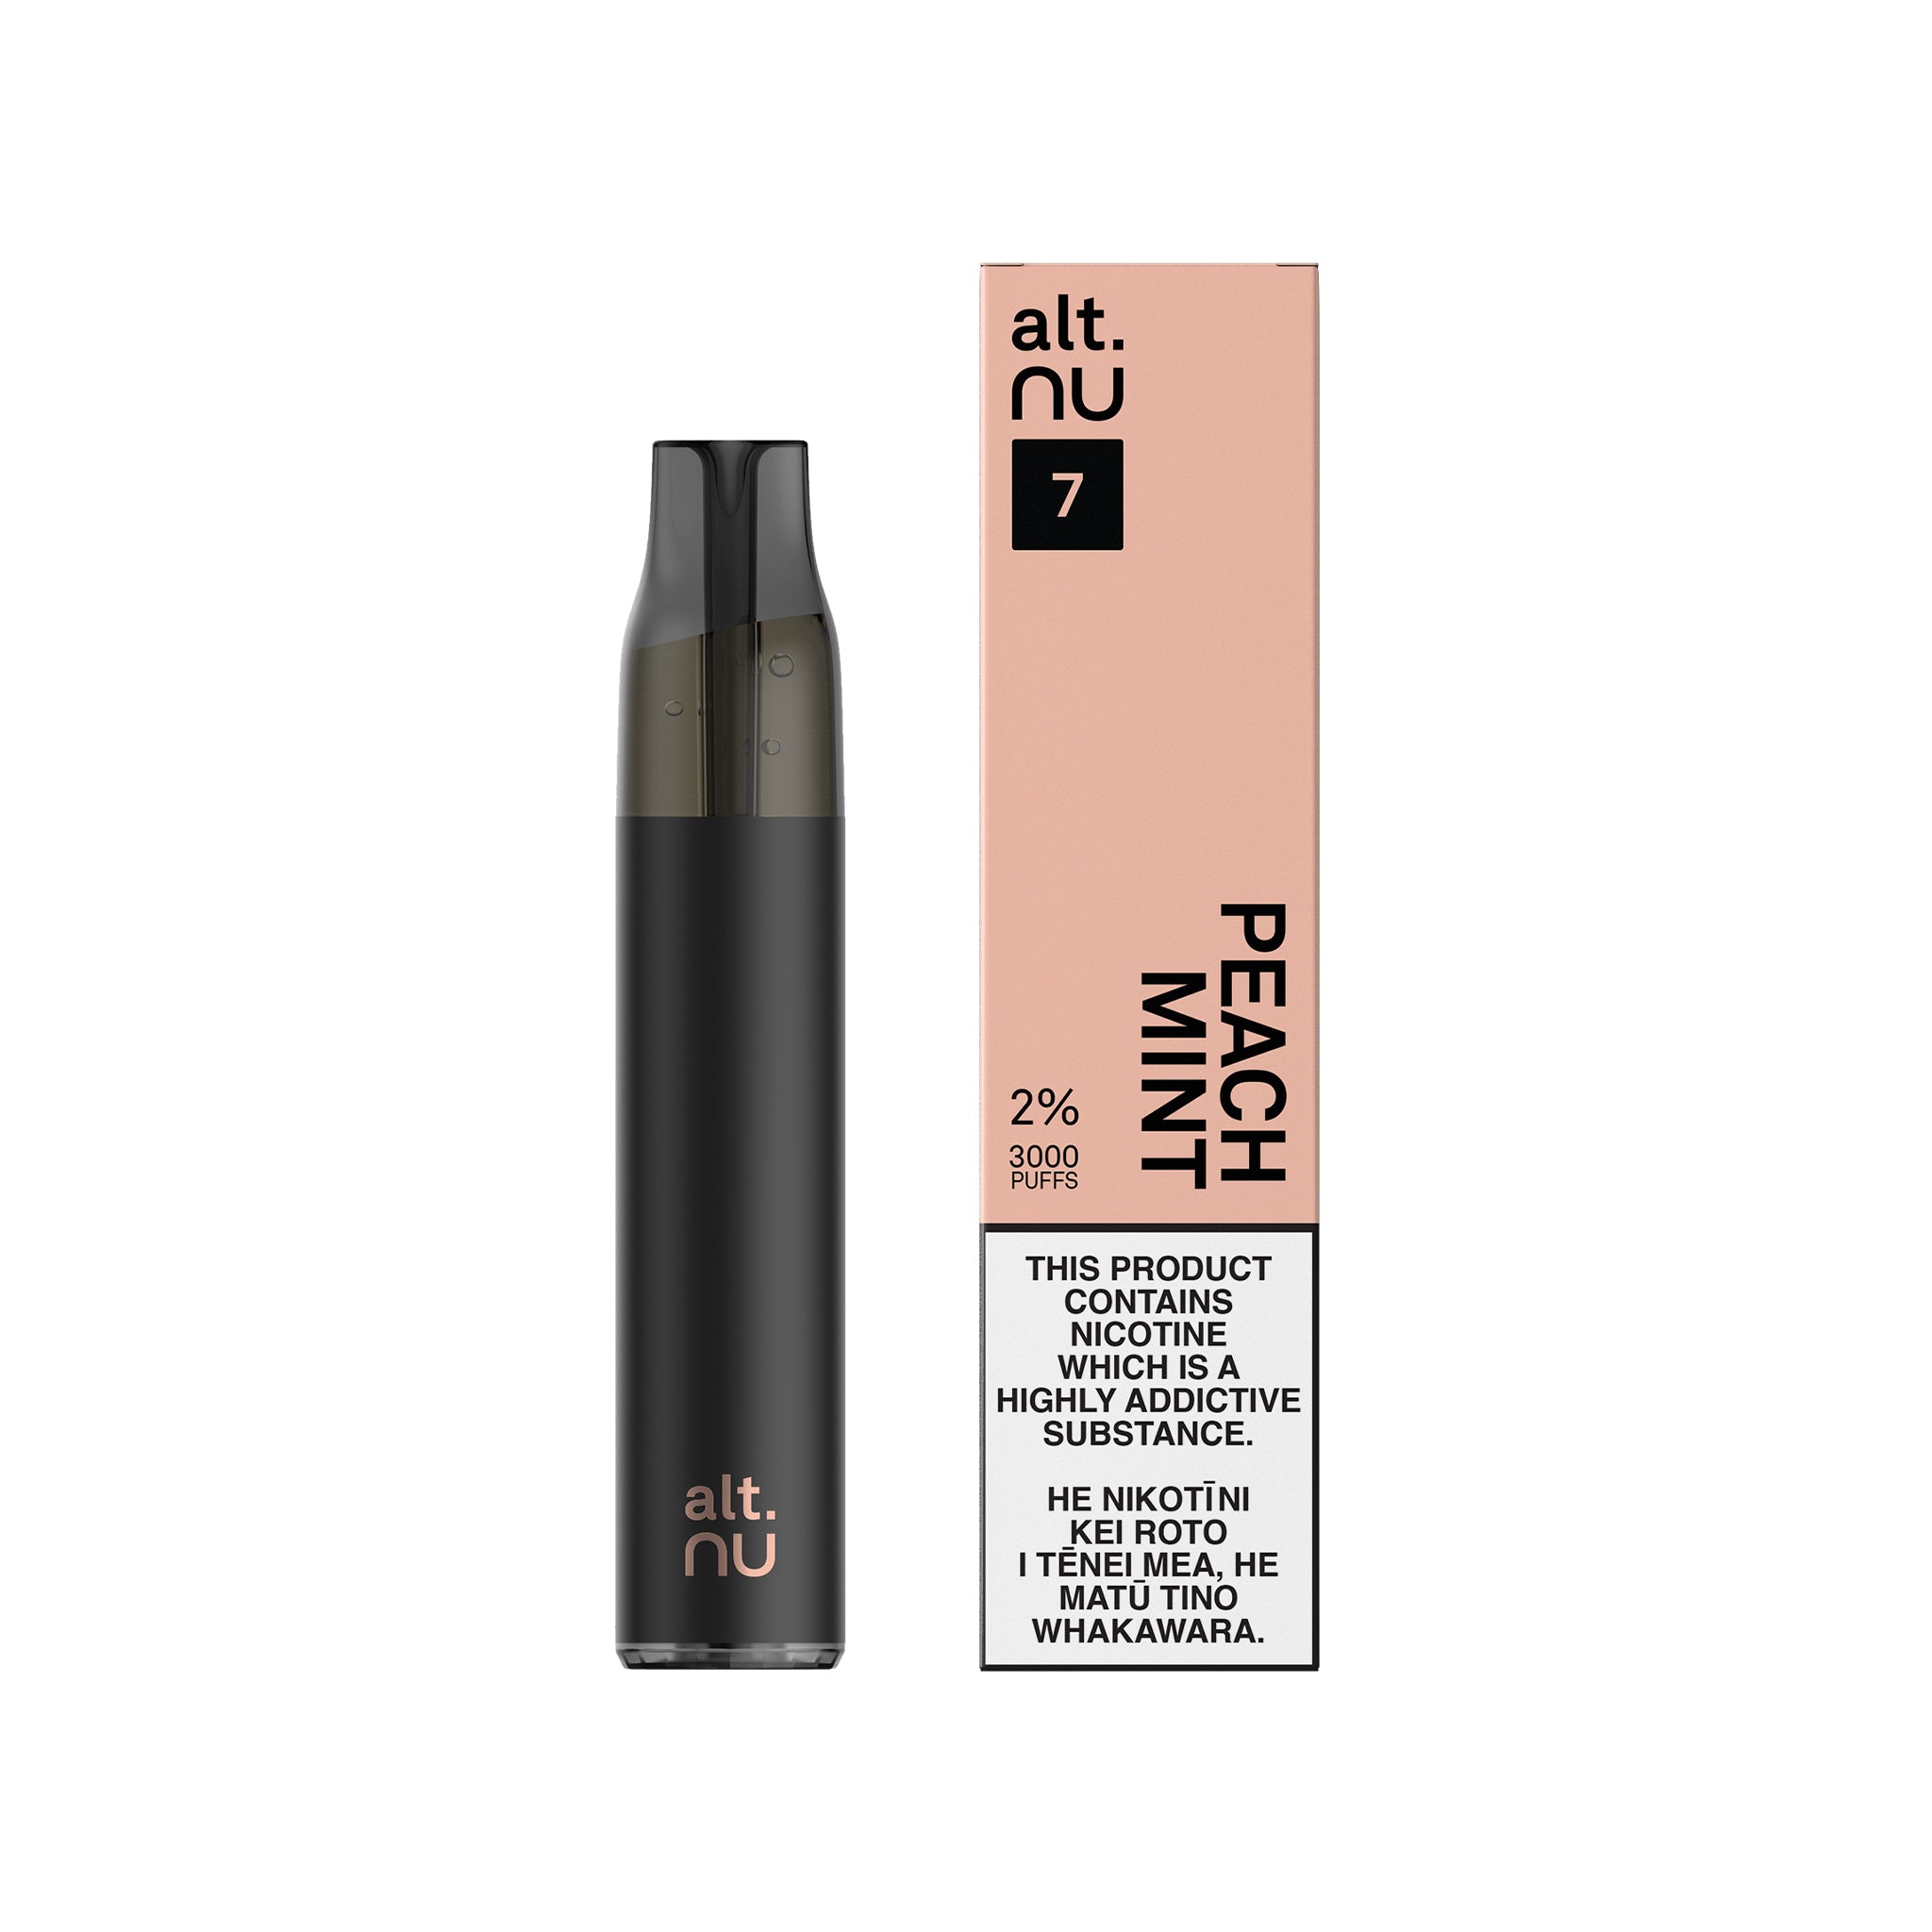 alt.
nu
alt.
nu
7
PEACH
MINT
2%
3000
PUFFS
THIS PRODUCT
CONTAINS
NICOTINE
WHICH IS A
HIGHLY ADDICTIVE
SUBSTANCE.
HE NIKOTĪNI
KEI ROTO
I TĒNEI MEA, HE
MATŪ TINO
WHAKAWARA.